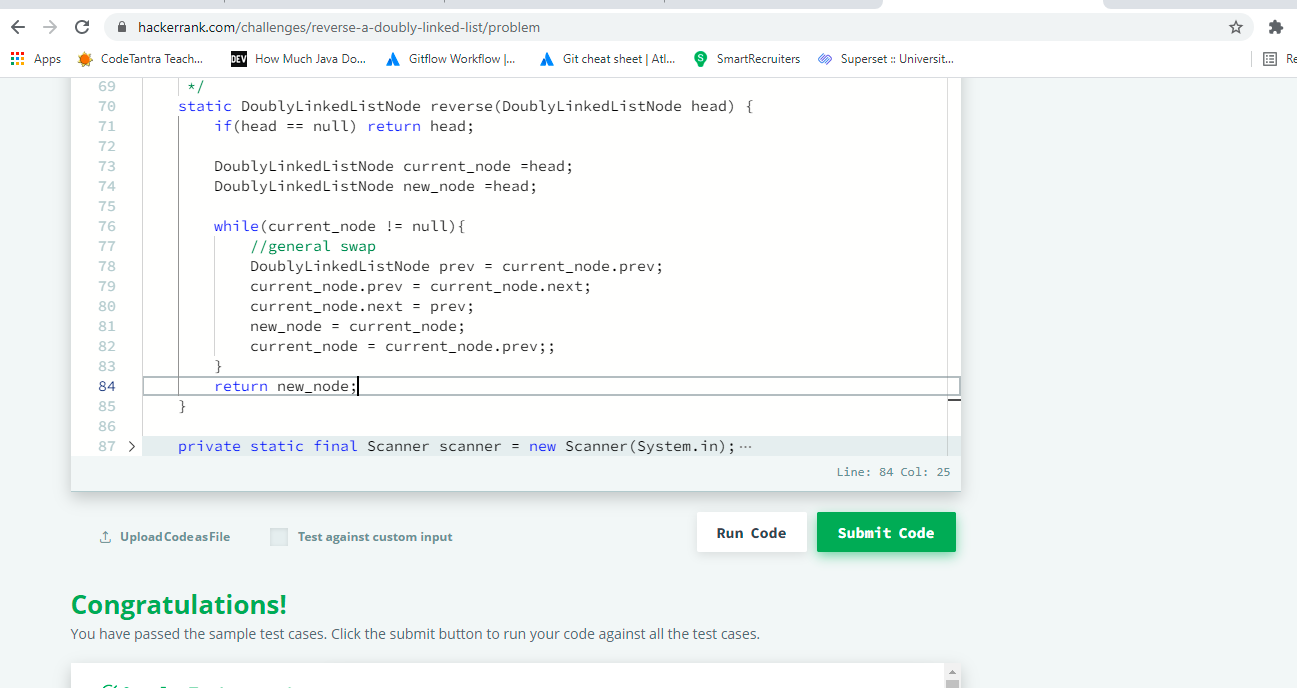 hackerrank.com/challenges/reverse-a-doubly-linked-list/problem
Apps CodeTantra Teach... DEV How Much Java Do... Gitflow Workflow |... Git cheat sheet | Atl... S SmartRecruiters Superset :: Universit... Re
69 */
70 static DoublyLinkedListNode reverse(DoublyLinkedListNode head) {
71 if(head == null) return head;
72
73 DoublyLinkedListNode current_node =head;
74 DoublyLinkedListNode new_node =head;
75
76 while(current_node != null){
77 //general swap
78 DoublyLinkedListNode prev = current_node.prev;
79 current_node.prev = current_node.next;
80 current_node.next = prev;
81 new_node = current_node;
82 current_node = current_node.prev;;
83 }
84 return new_node;
85 }
86
87 private static final Scanner scanner = new Scanner(System.in);···
Line: 84 Col: 25
Upload Code as File Test against custom input Run Code Submit Code
Congratulations!
You have passed the sample test cases. Click the submit button to run your code against all the test cases.